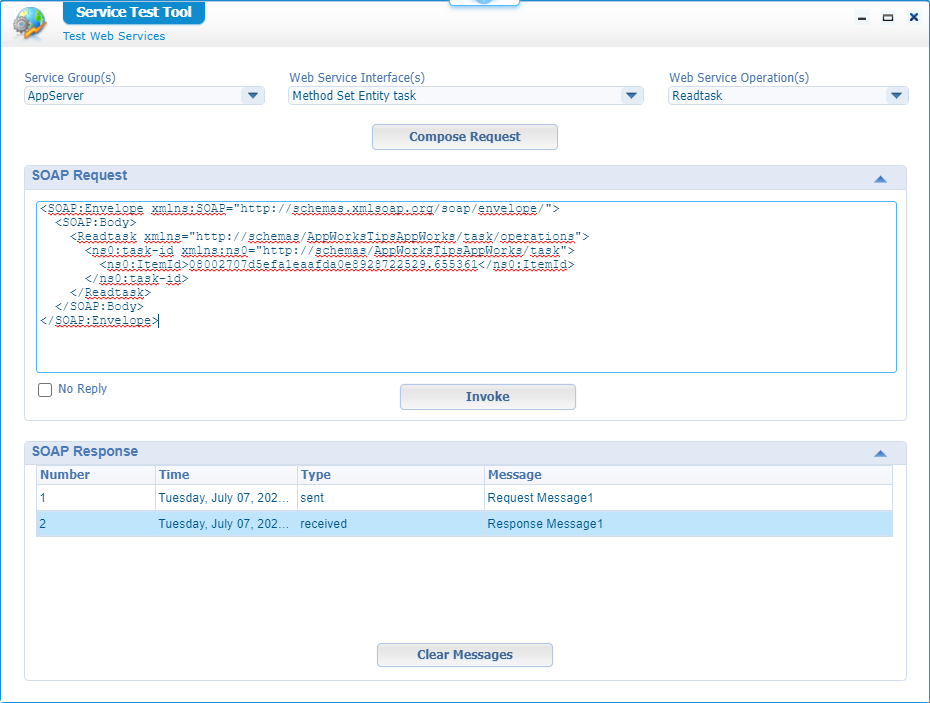 Service Test Tool
Test Web Services
Service Group(s)
Web Service Interface(s)
Web Service Operation(s)
AppServer
Method Set Entity task
Readtask
Compose Request
SOAP Request
<SOAP:Envelope xmlns:SOAP="http://schemas.xmlsoap.org/soap/envelope/">
<SOAP:Body>
<Readtask xmlns="http://schemas/AppWorksTipsAppWorks/task/operations">
<ns0:task-id xmlns:ns0="http://schemas/AppWorksTipsAppWorks/task">
<ns0:ItemId>08002707d5efa1eaafda0e8928722529.655361</ns0:ItemId>
</ns0:task-id>
</Readtask>
</SOAP:Body>
</SOAP:Envelope>
No Reply
Invoke
SOAP Response
Number Time Type Message
1 Tuesday, July 07, 202... sent Request Message1
2 Tuesday, July 07, 202... received Response Message1
Clear Messages